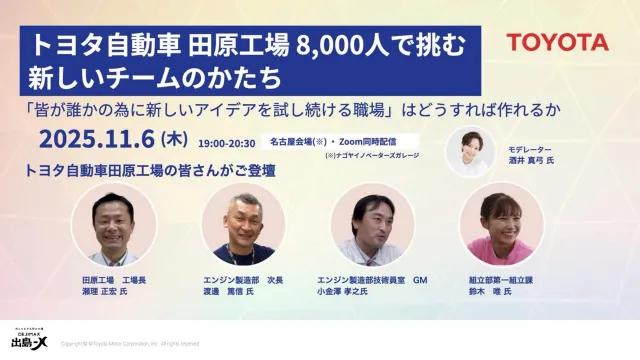 トヨタ自動車 田原工場 8,000人で挑む
新しいチームのかたち
TOYOTA
「皆が誰かの為に新しいアイデアを試し続ける職場」はどうすれば作れるか
2025.11.6 (木) 19:00-20:30 名古屋会場(※)・Zoom同時配信
(※)ナゴヤイノベーターズガレージ
モデレーター
酒井 真弓 氏
トヨタ自動車田原工場の皆さんがご登壇
田原工場 工場長
瀬理 正宏 氏
エンジン製造部 次長
渡邊 篤信 氏
エンジン製造部技術員室 GM
小金澤 孝之氏
組立部第一組立課
鈴木 唯 氏
DEJIMAX
出島-X
Copyright © ©Toyota Motor Corporation, Inc. All rights reserved